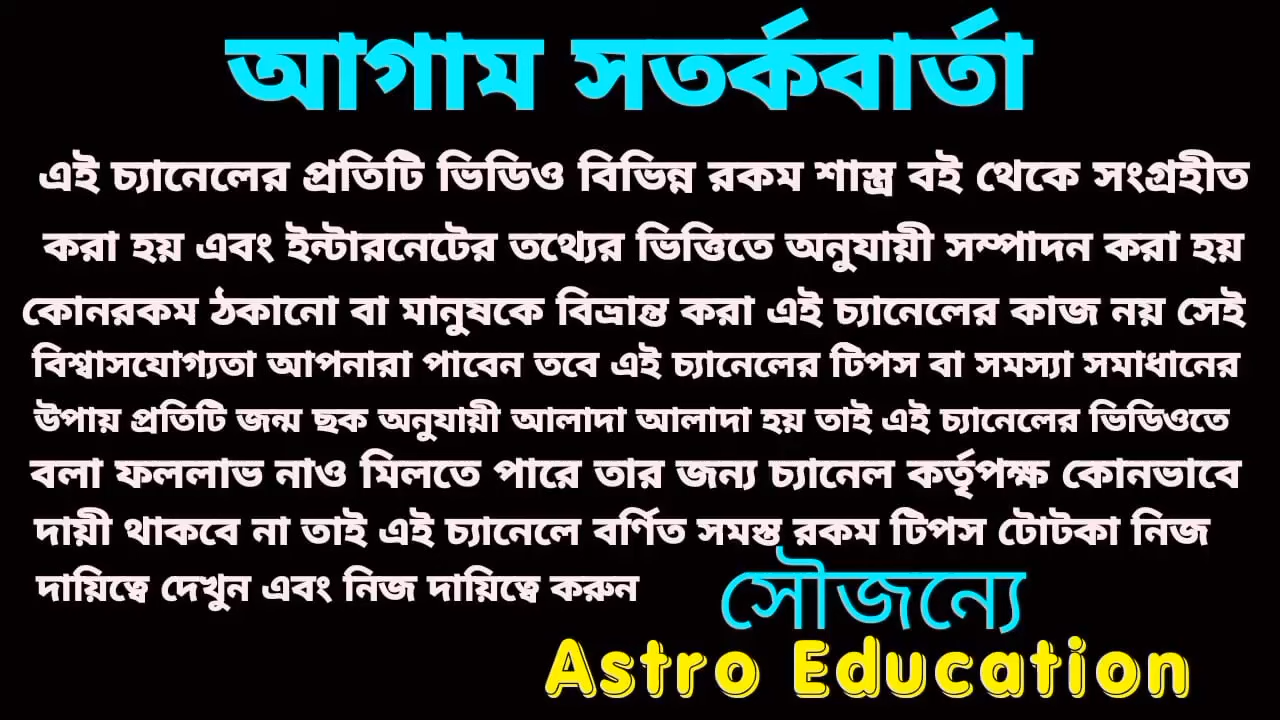 আগাম সতর্কবার্তা
এই চ্যানেলের প্রতিটি ভিডিও বিভিন্ন রকম শাস্ত্র বই থেকে সংগ্রহীত
করা হয় এবং ইন্টারনেটের তথ্যের ভিত্তিতে অনুযায়ী সম্পাদন করা হয়
কোনরকম ঠকানো বা মানুষকে বিভ্রান্ত করা এই চ্যানেলের কাজ নয় সেই
বিশ্বাসযোগ্যতা আপনারা পাবেন তবে এই চ্যানেলের টিপস বা সমস্যা সমাধানের
উপায় প্রতিটি জন্ম ছক অনুযায়ী আলাদা আলাদা হয় তাই এই চ্যানেলের ভিডিওতে
বলা ফললাভ নাও মিলতে পারে তার জন্য চ্যানেল কর্তৃপক্ষ কোনভাবে
দায়ী থাকবে না তাই এই চ্যানেলে বর্ণিত সমস্ত রকম টিপস টোটকা নিজ
দায়িত্বে দেখুন এবং নিজ দায়িত্বে করুন
সৌজন্যে
Astro Education